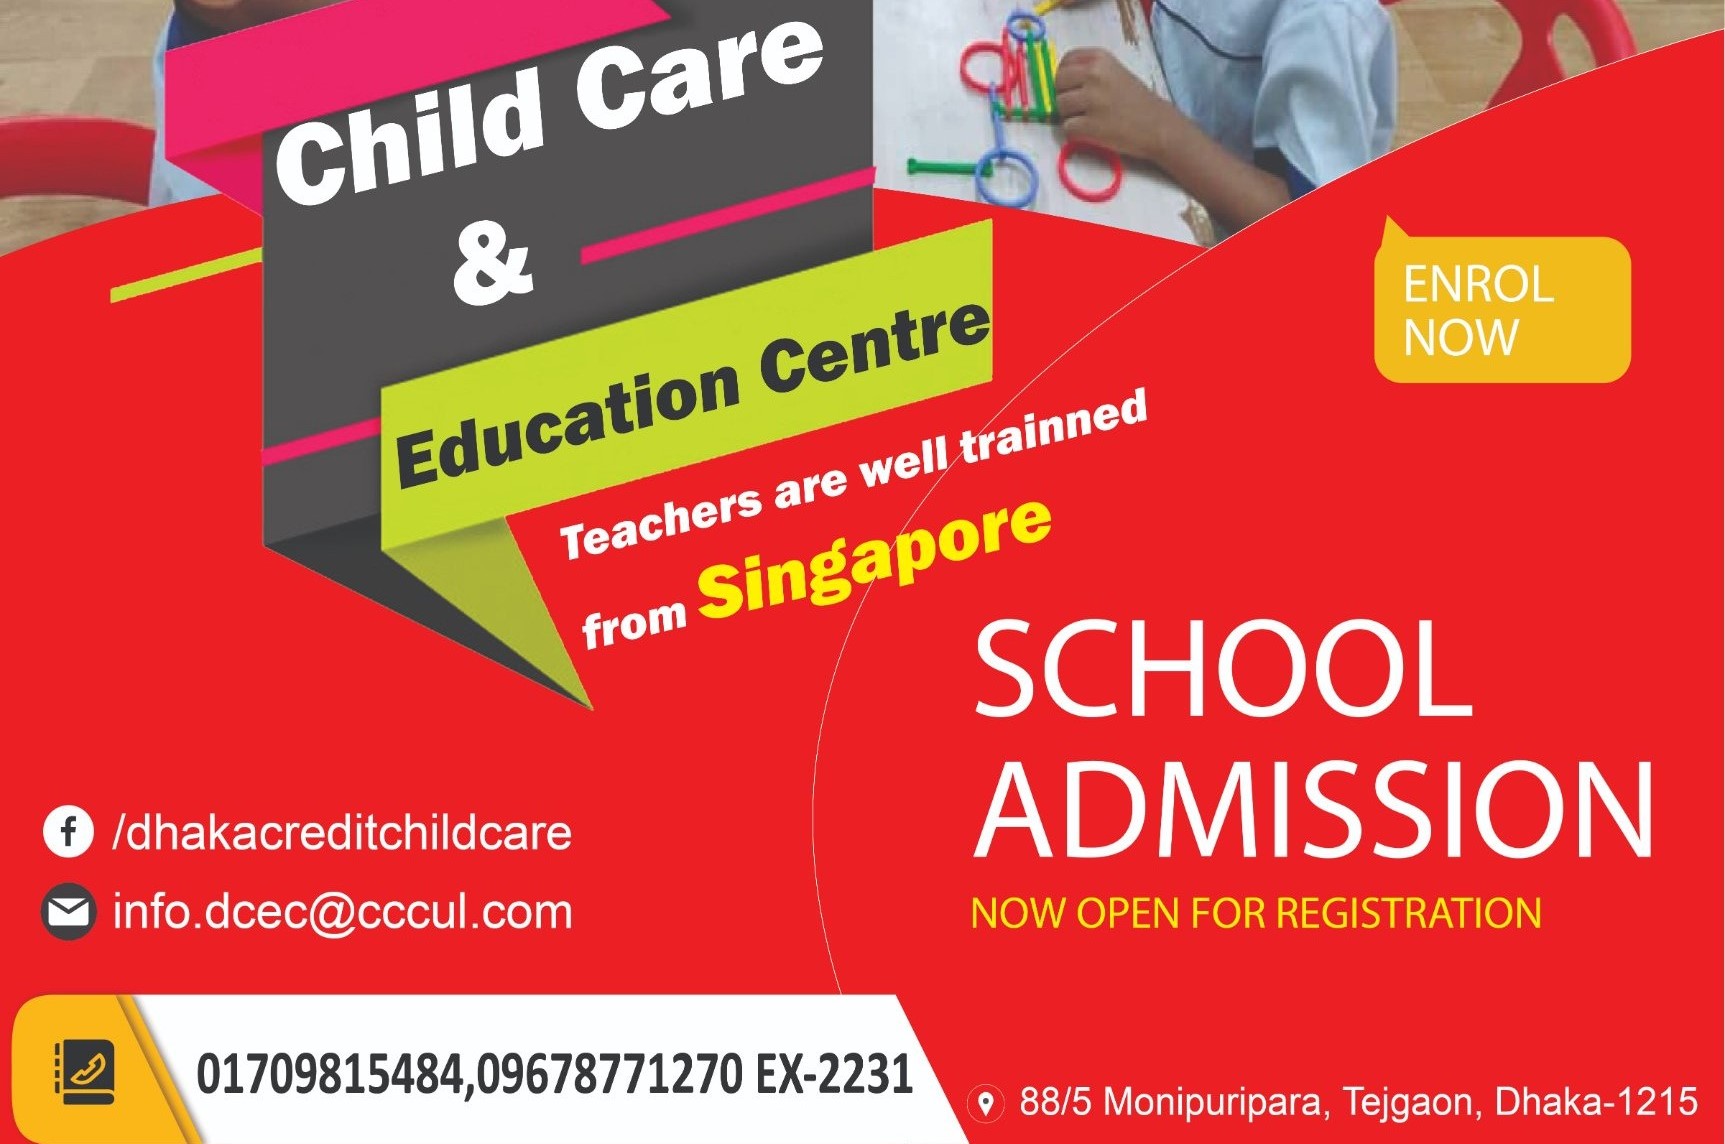 Child Care
&
Education Centre
Teachers are well trainned
from Singapore
ENROL
NOW
SCHOOL
ADMISSION
NOW OPEN FOR REGISTRATION
/dhakacreditchildcare
info.dcec@cccul.com
01709815484,09678771270 EX-2231
88/5 Monipuripara, Tejgaon, Dhaka-1215